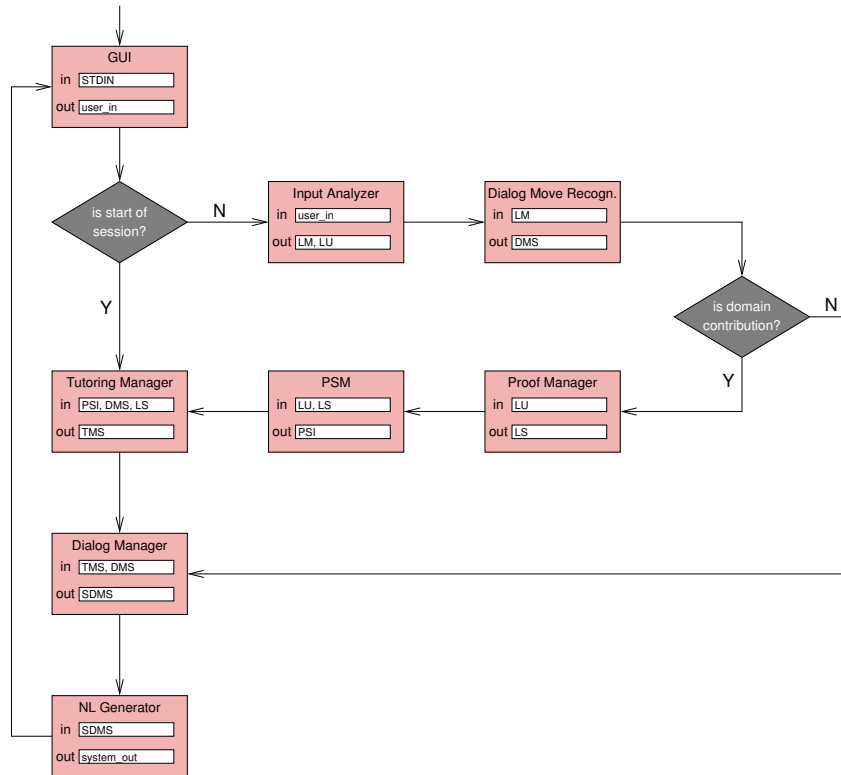 GUI
in STDIN
out user_in
is start of
session?
N
Y
Input Analyzer
in user_in
out LM, LU
Dialog Move Recogn.
in LM
out DMS
is domain
contribution?
N
Y
Tutoring Manager
in PSI, DMS, LS
out TMS
PSM
in LU, LS
out PSI
Proof Manager
in LU
out LS
Dialog Manager
in TMS, DMS
out SDMS
NL Generator
in SDMS
out system_out